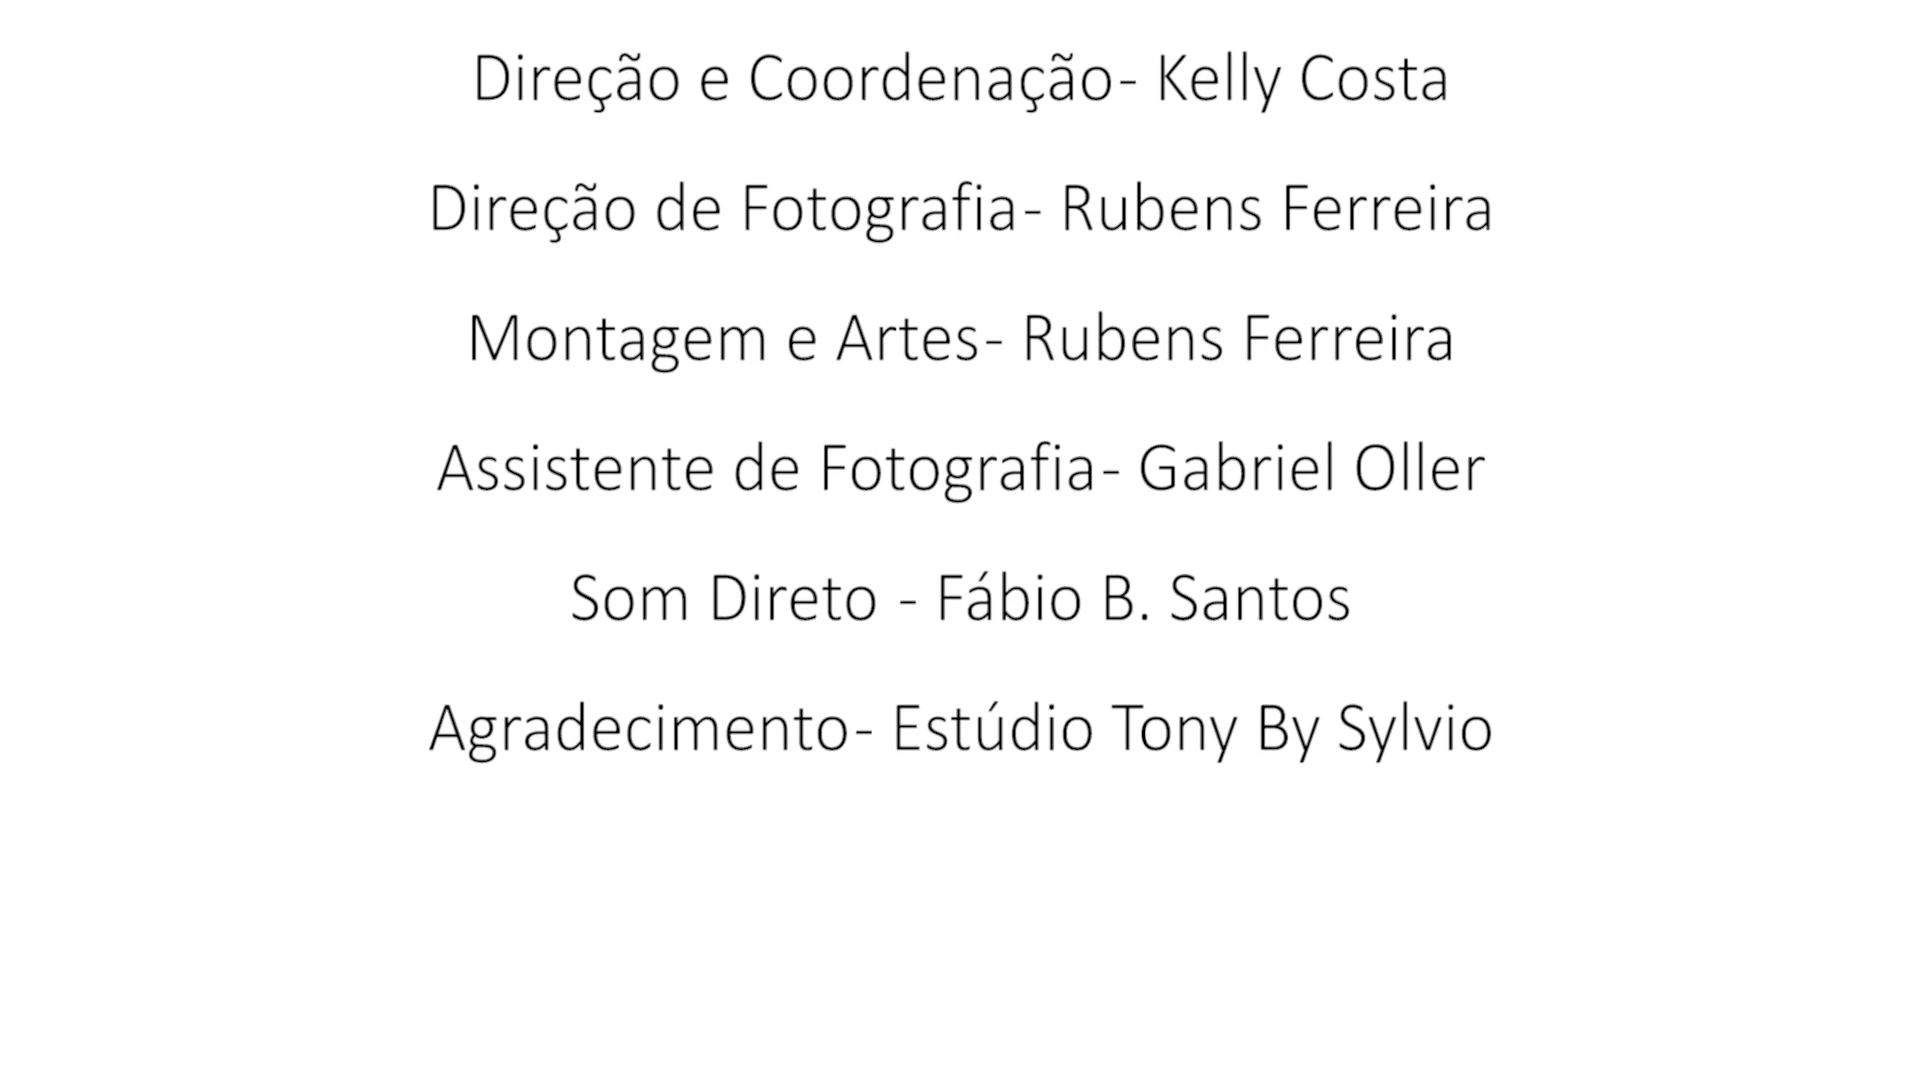 Direção e Coordenação- Kelly Costa
Direção de Fotografia- Rubens Ferreira
Montagem e Artes- Rubens Ferreira
Assistente de Fotografia- Gabriel Oller
Som Direto - Fábio B. Santos
Agradecimento- Estúdio Tony By Sylvio